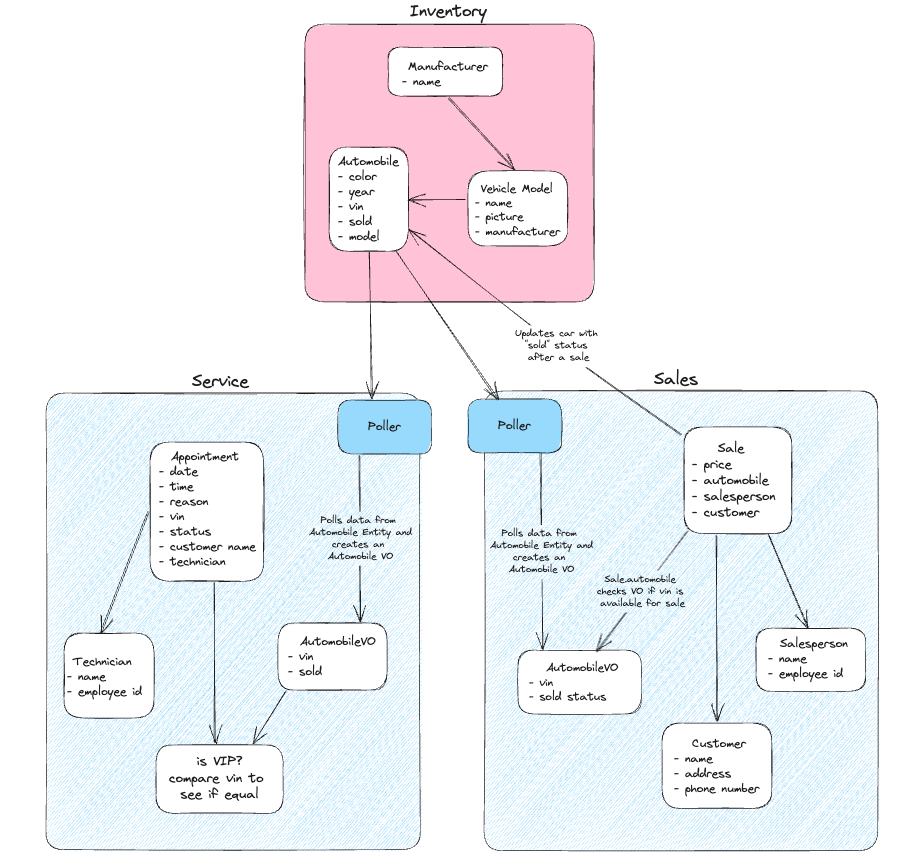 Inventory
Manufacturer
- name
Automobile
- color
- year
- vin
- sold
- model
Vehicle Model
- name
- picture
- manufacturer
Updates car with
"sold" status
after a sale
Service
Poller
Appointment
- date
- time
- reason
- vin
- status
- customer name
- technician
Polls data from
Automobile Entity and
creates an
Automobile VO
Technician
- name
- employee id
AutomobileVO
- vin
- sold
is VIP?
compare vin to
see if equal
Sales
Poller
Sale
- price
- automobile
- salesperson
- customer
Polls data from
Automobile Entity and
creates an
Automobile VO
Sale.automobile
checks VO if vin is
available for sale
AutomobileVO
- vin
- sold status
Salesperson
- name
- employee id
Customer
- name
- address
- phone number